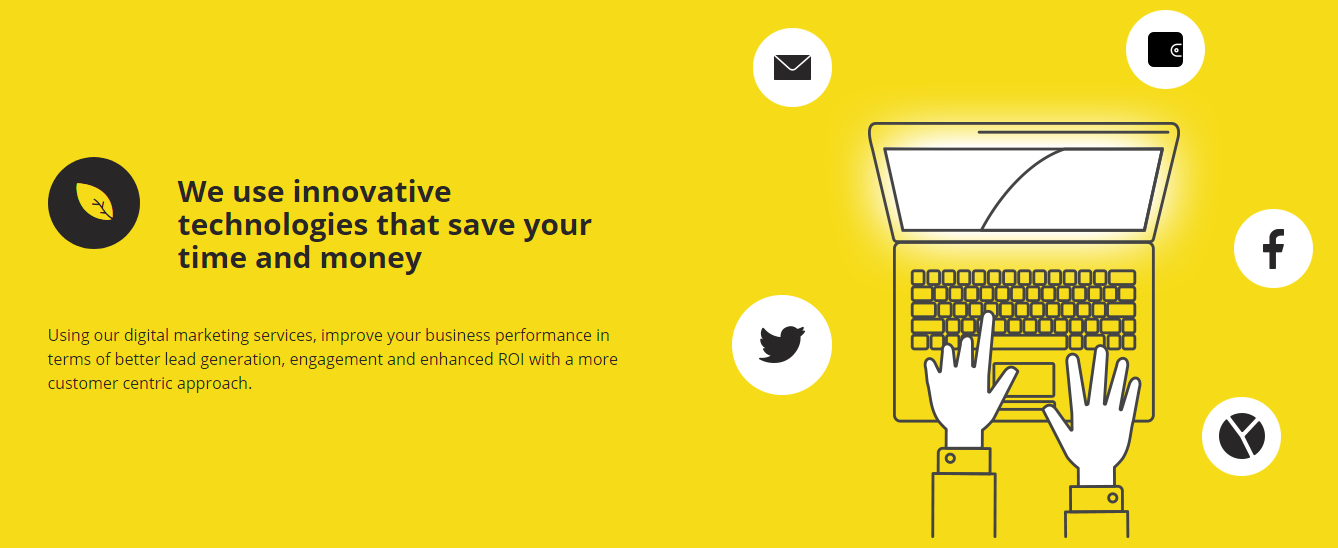 We use innovative
technologies that save your
time and money
Using our digital marketing services, improve your business performance in
terms of better lead generation, engagement and enhanced ROI with a more
customer centric approach.